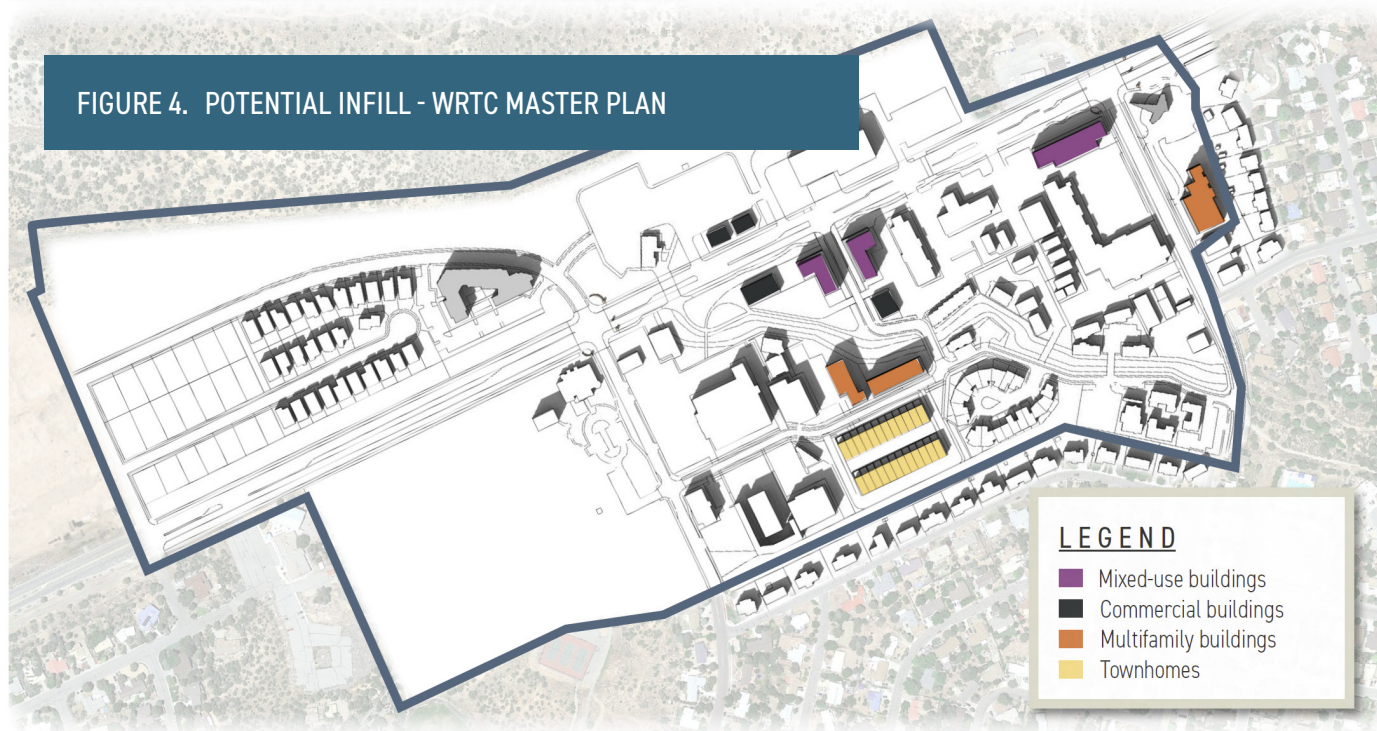 FIGURE 4. POTENTIAL INFILL - WRTC MASTER PLAN
LEGEND
Mixed-use buildings
Commercial buildings
Multifamily buildings
Townhomes